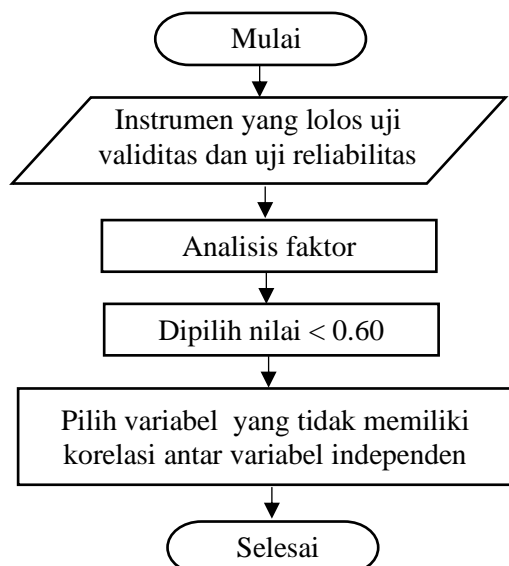 Mulai
Instrumen yang lolos uji
validitas dan uji reliabilitas
Analisis faktor
Dipilih nilai < 0.60
Pilih variabel yang tidak memiliki
korelasi antar variabel independen
Selesai